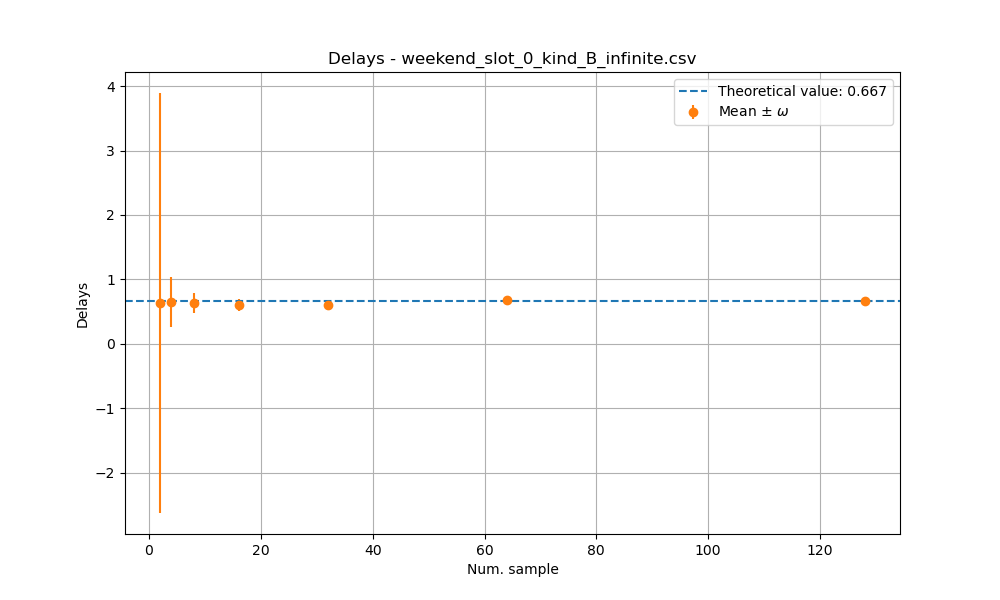 Delays - weekend_slot_0_kind_B_infinite.csv
Theoretical value: 0.667
Mean ± ω
Delays
4
3
2
1
0
−1
−2
0 20 40 60 80 100 120
Num. sample